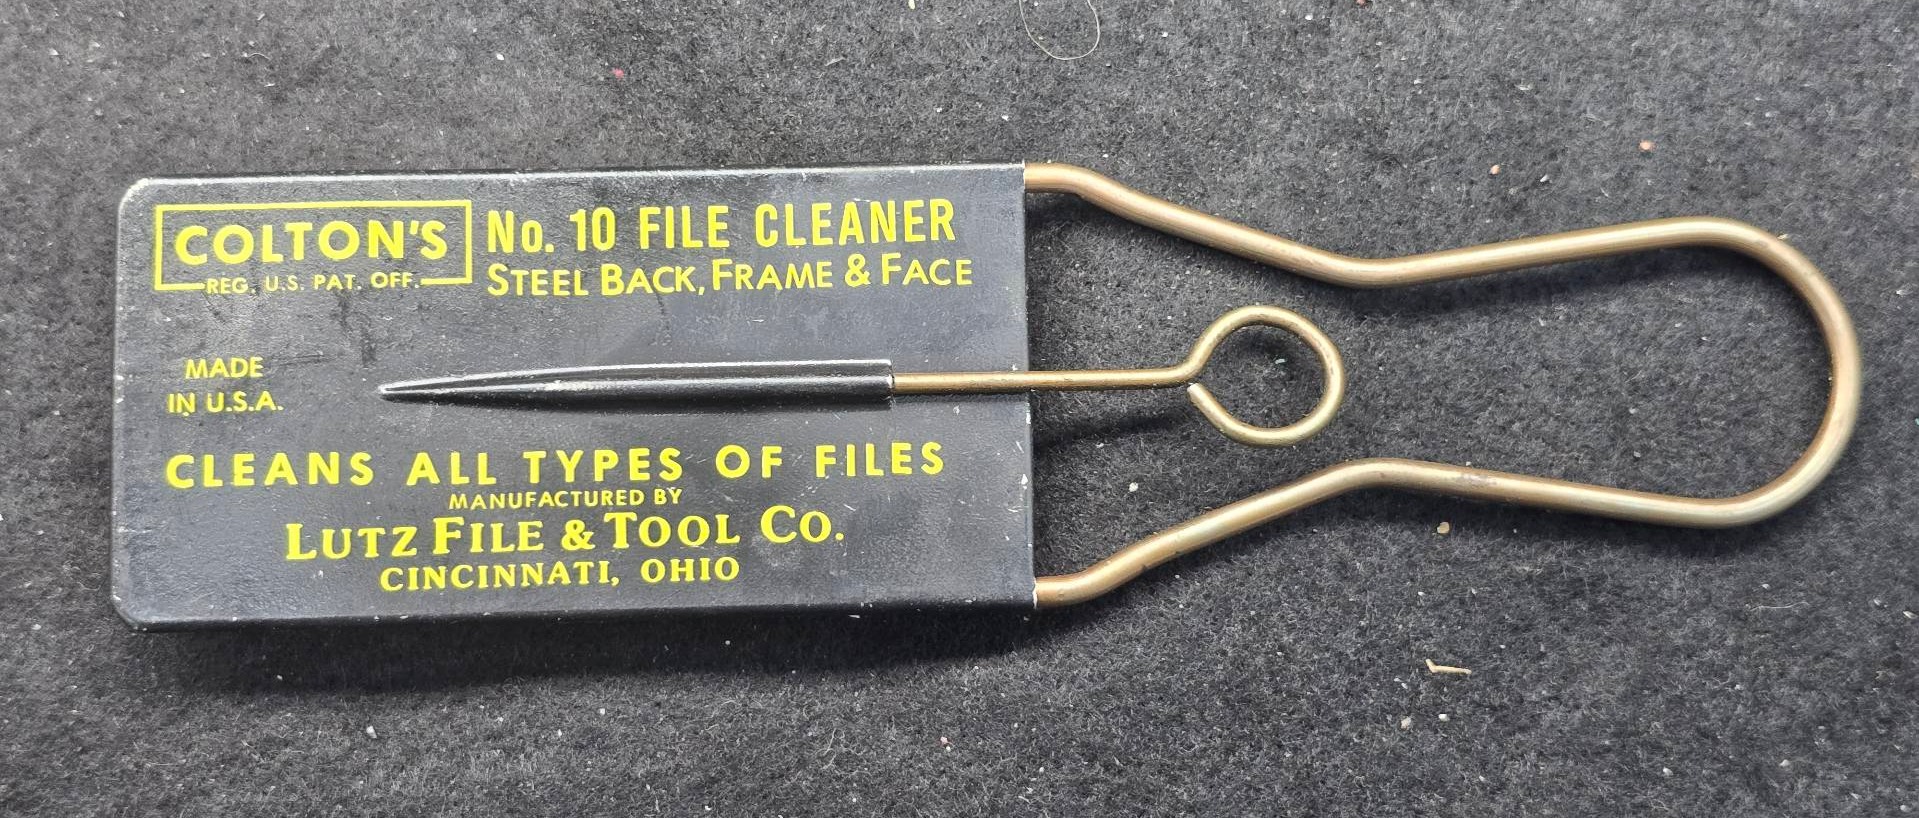 COLTON'S
REG. U.S. PAT. OFF.
No. 10 FILE CLEANER
STEEL BACK, FRAME & FACE
MADE
IN U.S.A.
CLEANS ALL TYPES OF FILES
MANUFACTURED BY
LUTZ FILE & TOOL CO.
CINCINNATI, OHIO